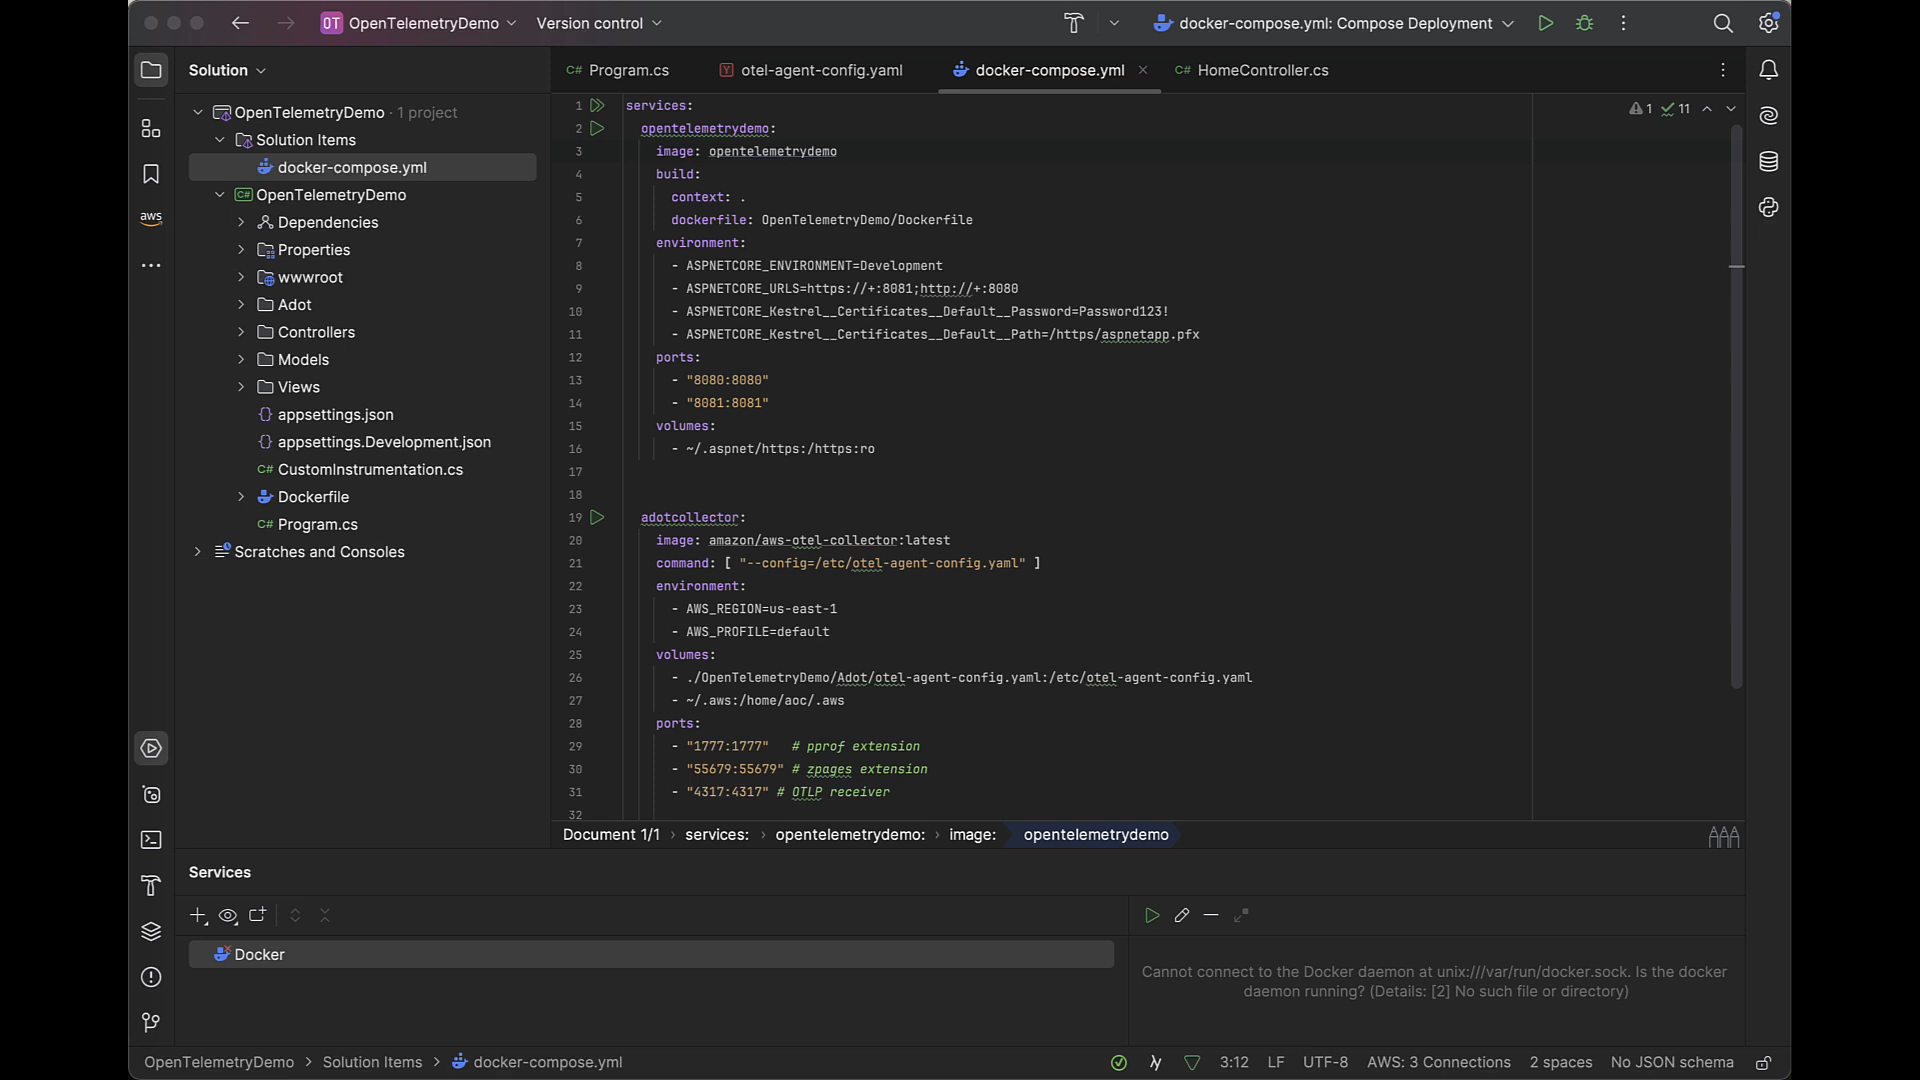 OT OpenTelemetryDemo Version control docker-compose.yml: Compose Deployment
Solution
Program.cs otel-agent-config.yaml docker-compose.yml HomeController.cs
OpenTelemetryDemo · 1 project
Solution Items
docker-compose.yml
OpenTelemetryDemo
Dependencies
Properties
wwwroot
Adot
Controllers
Models
Views
appsettings.json
appsettings.Development.json
C# CustomInstrumentation.cs
Dockerfile
C# Program.cs
Scratches and Consoles
aws
1 11
1 services:
2 opentelemetrydemo:
3 image: opentelemetrydemo
4 build:
5 context: .
6 dockerfile: OpenTelemetryDemo/Dockerfile
7 environment:
8 - ASPNETCORE_ENVIRONMENT=Development
9 - ASPNETCORE_URLS=https://+:8081;http://+:8080
10 - ASPNETCORE_Kestrel__Certificates__Default__Password=Password123!
11 - ASPNETCORE_Kestrel__Certificates__Default__Path=/https/aspnetapp.pfx
12 ports:
13 - "8080:8080"
14 - "8081:8081"
15 volumes:
16 - ~/.aspnet/https:/https:ro
17
18
19 adotcollector:
20 image: amazon/aws-otel-collector:latest
21 command: [ "--config=/etc/otel-agent-config.yaml" ]
22 environment:
23 - AWS_REGION=us-east-1
24 - AWS_PROFILE=default
25 volumes:
26 - ./OpenTelemetryDemo/Adot/otel-agent-config.yaml:/etc/otel-agent-config.yaml
27 - ~/.aws:/home/aoc/.aws
28 ports:
29 - "1777:1777" # pprof extension
30 - "55679:55679" # zpages extension
31 - "4317:4317" # OTLP receiver
32
Document 1/1 › services: › opentelemetrydemo: › image: opentelemetrydemo
Services
Docker
Cannot connect to the Docker daemon at unix:///var/run/docker.sock. Is the docker
daemon running? (Details: [2] No such file or directory)
OpenTelemetryDemo › Solution Items › docker-compose.yml 3:12 LF UTF-8 AWS: 3 Connections 2 spaces No JSON schema